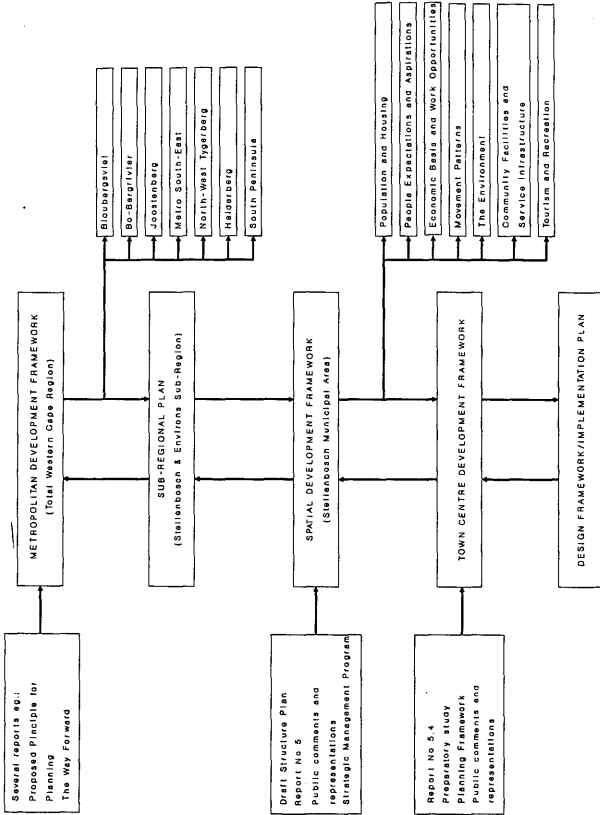 Several reports eg.:
Proposed Pinciple for
Planning
The Way Forward
METROPOLITAN DEVELOPMENT FRAMEWORK
(Total Western Cape Region)
Bloubergsvlei
Bo-Bergrivier
Joostenberg
Metro South-East
North-West Tygerberg
Helderberg
South Peninsula
SUB-REGIONAL PLAN
(Stellenbosch & Environs Sub-Region)
Draft Structure Plan
Report No 5
Public comments and
representations
Strategic Management Program
SPATIAL DEVELOPMENT FRAMEWORK
(Stellenbosch Municipal Area)
Population and Housing
People Expectations and Aspirations
Economic Basis and Work Opportunities
Movement Patterns
The Environment
Community Facilities and
Service Infrastructure
Tourism and Recreation
Report No 5.4
Preparatory study
Planning Framework
Public comments and
representations
TOWN CENTRE DEVELOPMENT FRAMEWORK
DESIGN FRAMEWORK/IMPLEMENTATION PLAN